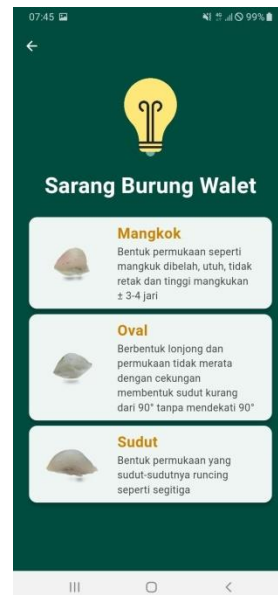 07:45
99%
Sarang Burung Walet
Mangkok
Bentuk permukaan seperti
mangkuk dibelah, utuh, tidak
retak dan tinggi mangkukan
± 3-4 jari
Oval
Berbentuk lonjong dan
permukaan tidak merata
dengan cekungan
membentuk sudut kurang
dari 90° tanpa mendekati 90°
Sudut
Bentuk permukaan yang
sudut-sudutnya runcing
seperti segitiga